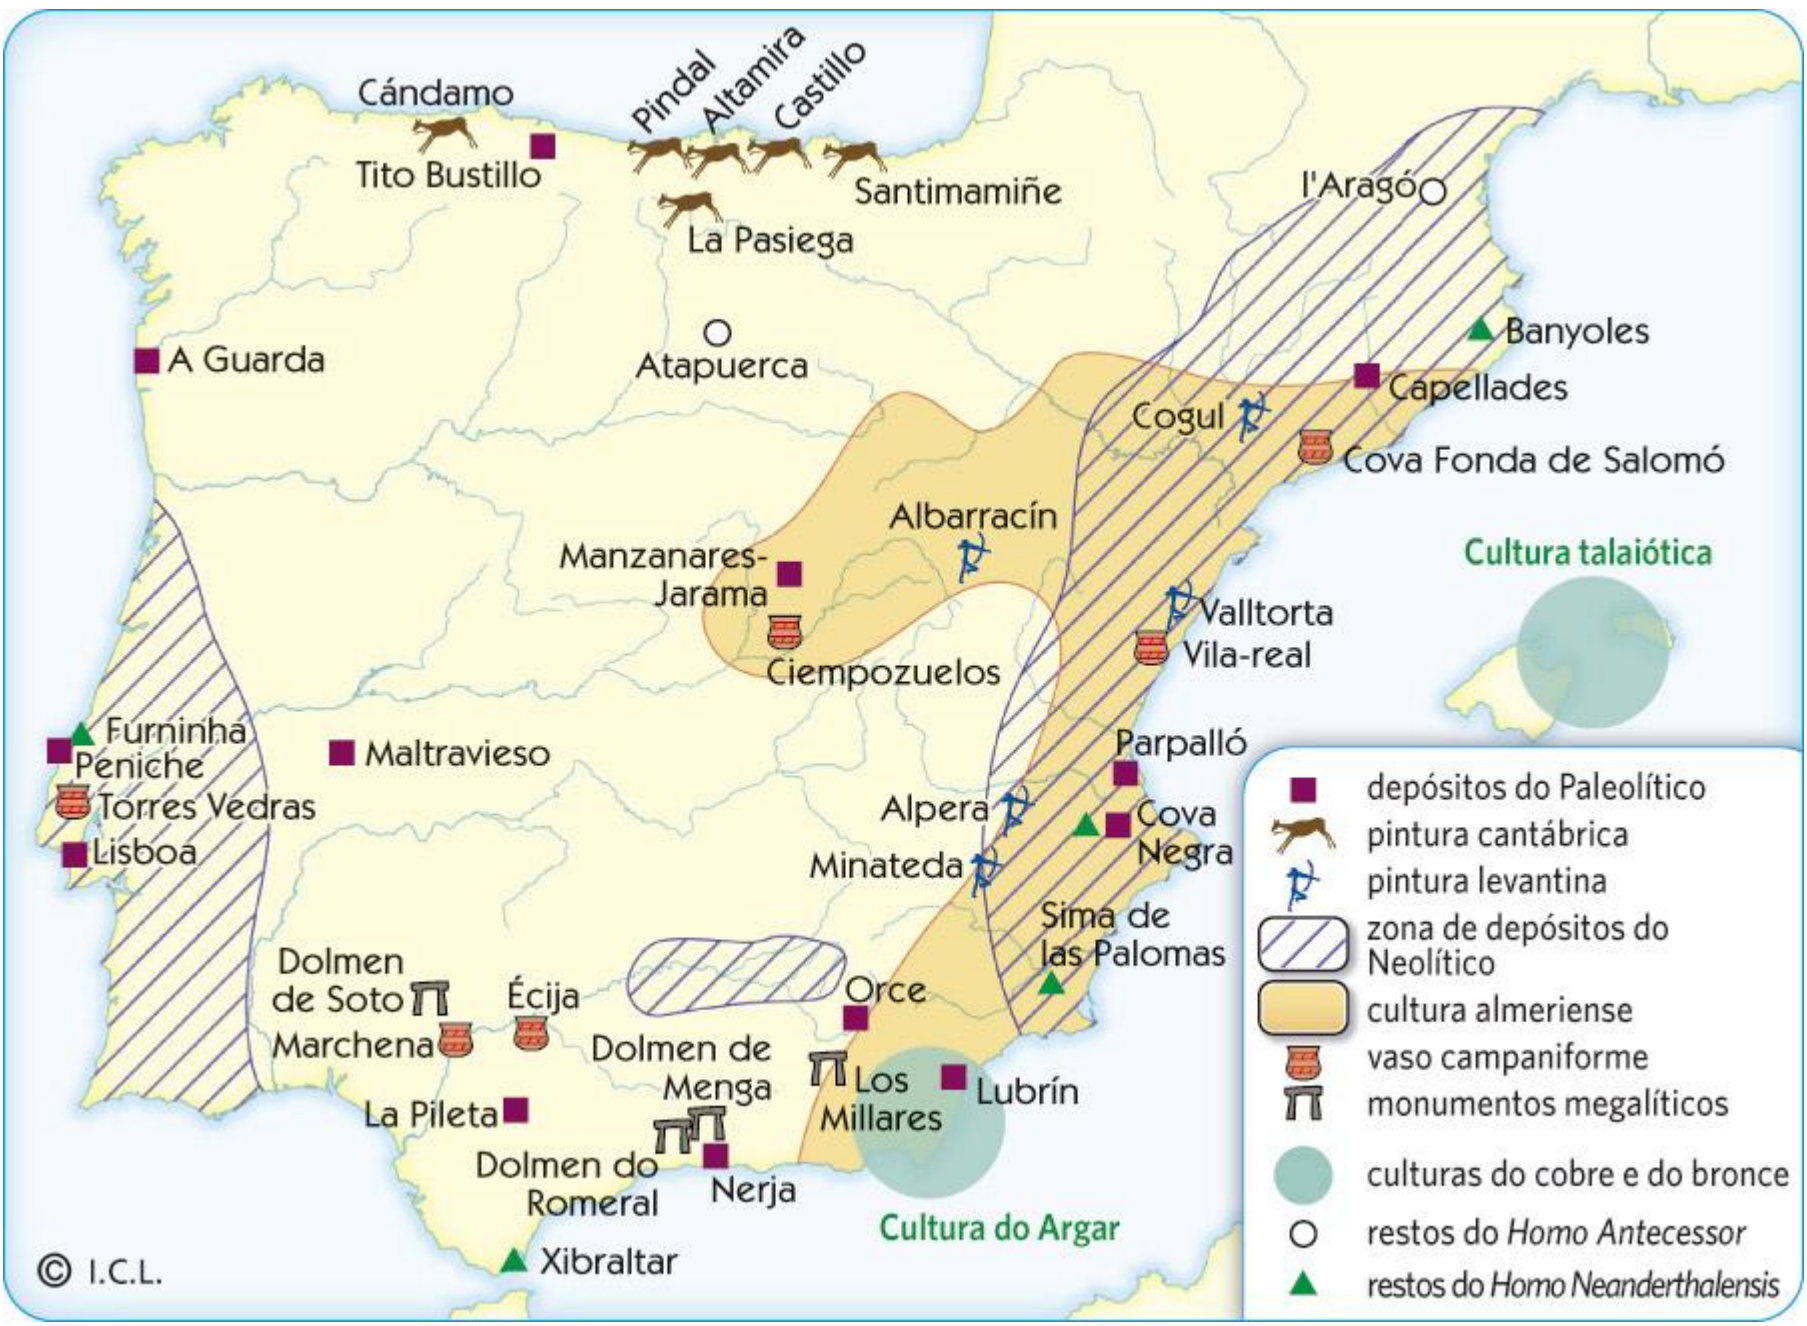 Pindal
Altamira
Castillo
Cándamo
Tito Bustillo
Santimamiñe
La Pasiega
l'Aragó
A Guarda
Atapuerca
Banyoles
Capellades
Cogul
Cova Fonda de Salomó
Albarracín
Manzanares-
Jarama
Ciempozuelos
Cultura talaiótica
Valltorta
Vila-real
Furninha
Peniche
Torres Vedras
Lisboa
Maltravieso
Parpalló
Alpera
Cova
Negra
Minateda
Sima de
las Palomas
Dolmen
de Soto
Écija
Marchena
Orce
Dolmen de
Menga
Los
Millares
Lubrín
La Pileta
Dolmen do
Romeral
Nerja
Cultura do Argar
Xibraltar
© I.C.L.
depósitos do Paleolítico
pintura cantábrica
pintura levantina
zona de depósitos do
Neolítico
cultura almeriense
vaso campaniforme
monumentos megalíticos
culturas do cobre e do bronce
restos do Homo Antecessor
restos do Homo Neanderthalensis